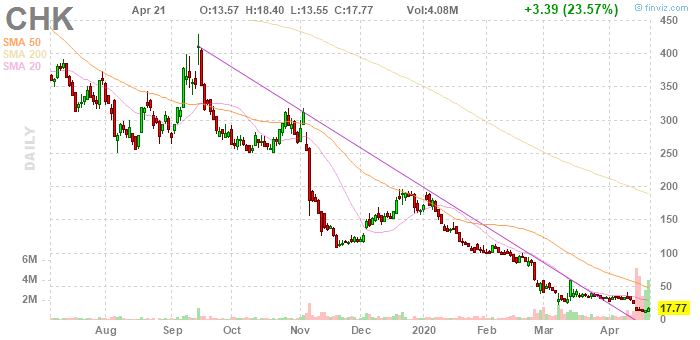 CHK Apr 21 O:13.57 H:18.40 L:13.55 C:17.77 Vol:4.08M +3.39 (23.57%) © finviz.com
SMA 50
SMA 200
SMA 20
DAILY
450
400
350
300
250
200
150
100
50
0
17.77
6M
4M
2M
Aug Sep Oct Nov Dec 2020 Feb Mar Apr